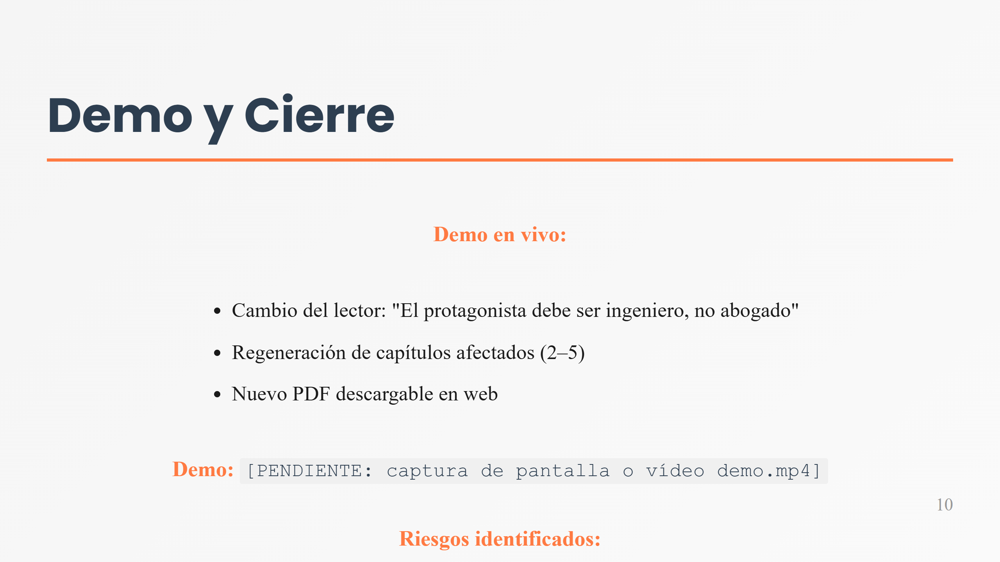 Demo y Cierre
Demo en vivo:
• Cambio del lector: "El protagonista debe ser ingeniero, no abogado"
• Regeneración de capítulos afectados (2–5)
• Nuevo PDF descargable en web
Demo: [PENDIENTE: captura de pantalla o vídeo demo.mp4]
10
Riesgos identificados: